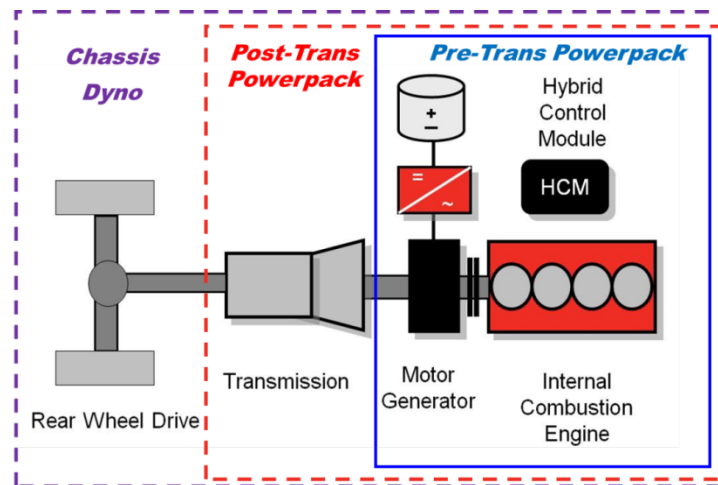 Chassis
Dyno
Post-Trans
Powerpack
Pre-Trans Powerpack
Hybrid
Control
Module
+
−
=
~
HCM
Rear Wheel Drive
Transmission
Motor
Generator
Internal
Combustion
Engine